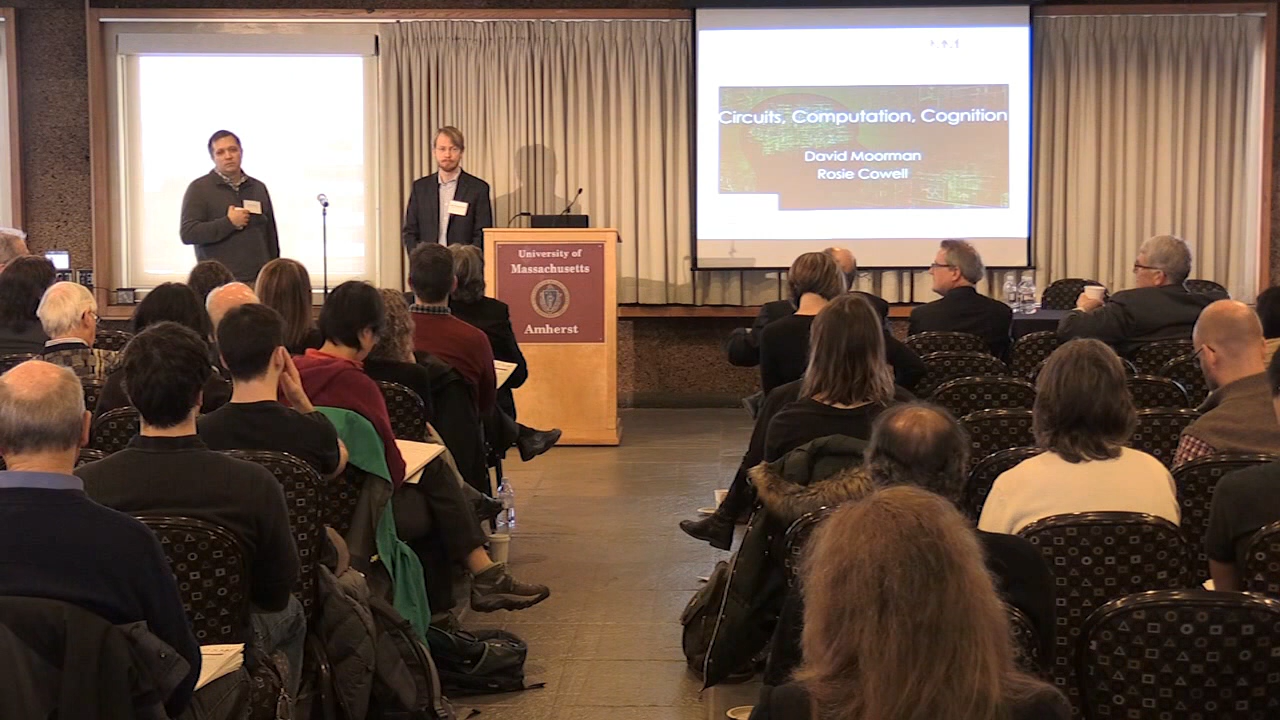 Circuits, Computation, Cognition
David Moorman
Rosie Cowell
University of
Massachusetts
Amherst